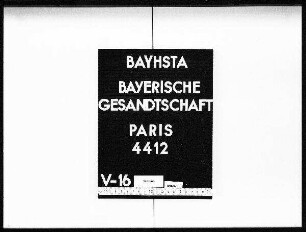 BAYHSTA
BAYERISCHE
GESANDTSCHAFT
PARIS
4412
V-16